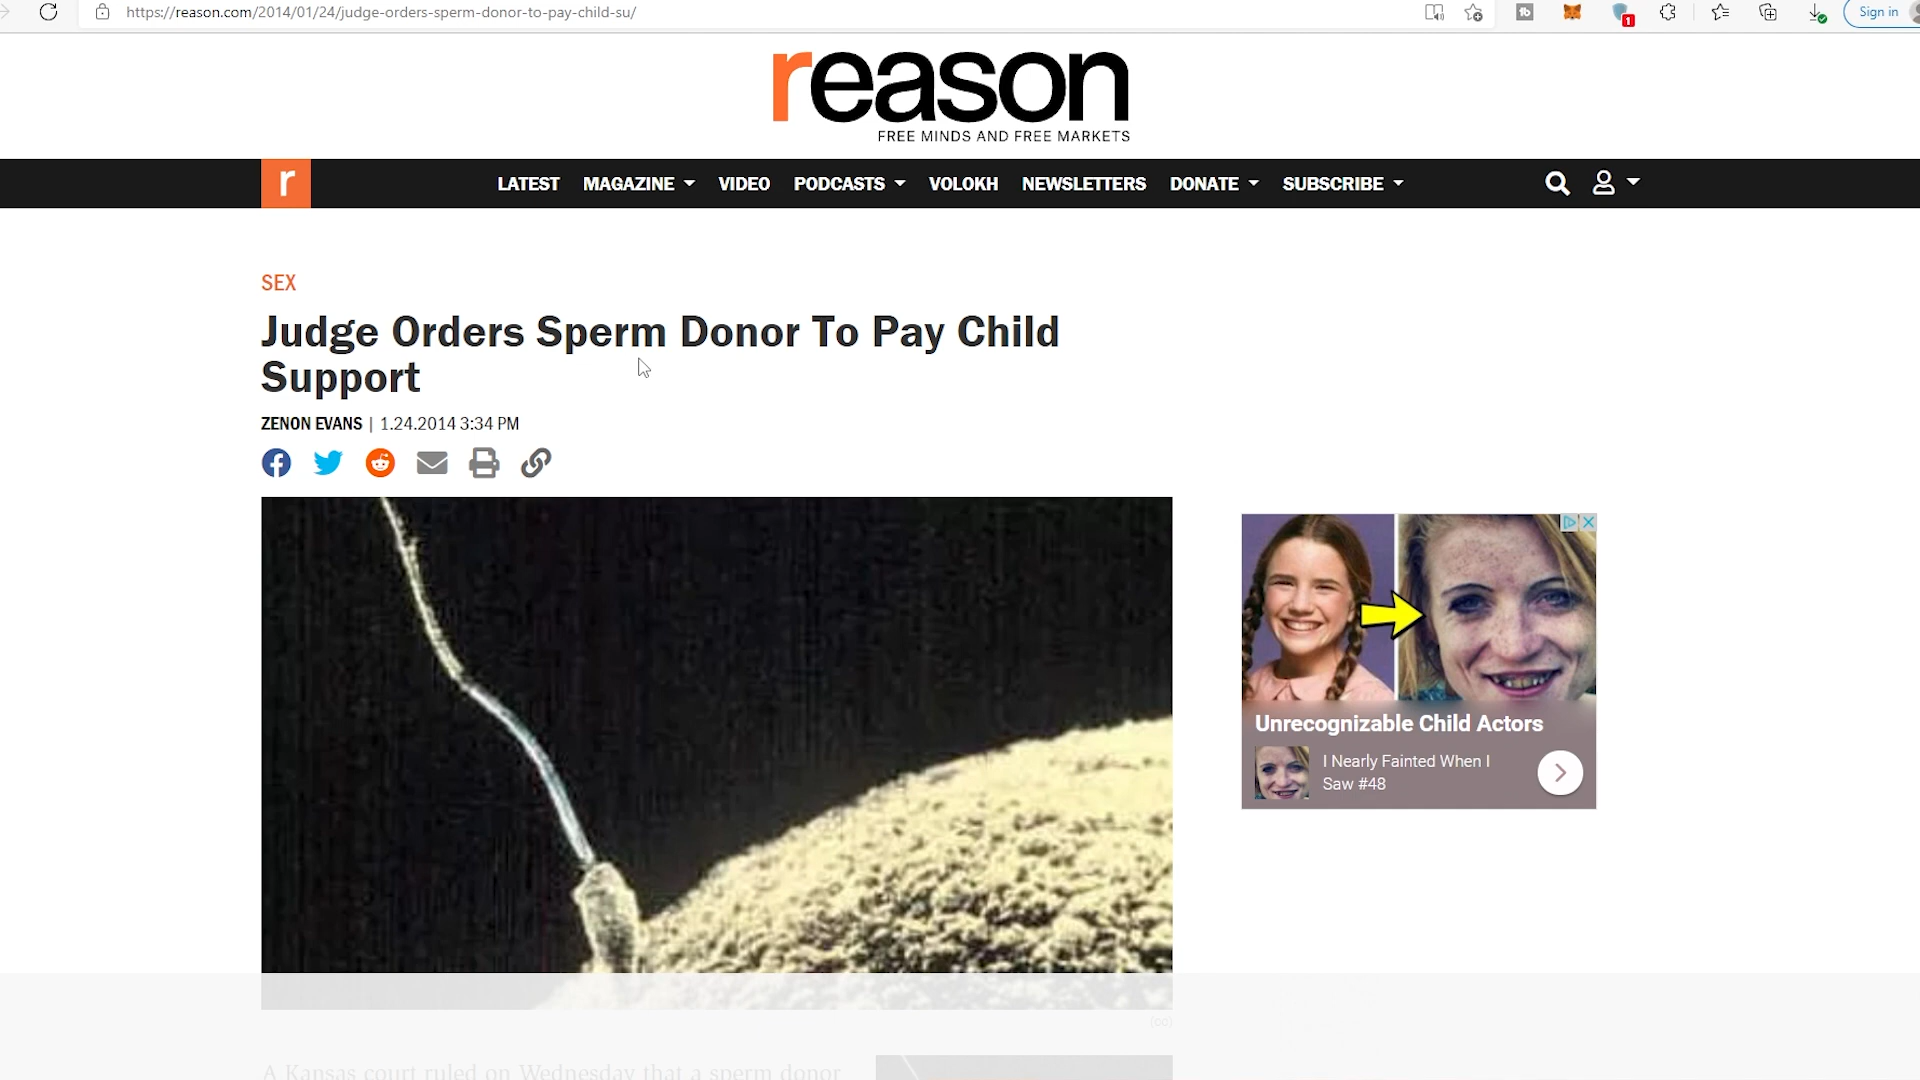 https://reason.com/2014/01/24/judge-orders-sperm-donor-to-pay-child-su/
1
Sign in
reason
FREE MINDS AND FREE MARKETS
r
LATEST
MAGAZINE
VIDEO
PODCASTS
VOLOKH
NEWSLETTERS
DONATE
SUBSCRIBE
SEX
Judge Orders Sperm Donor To Pay Child
Support
ZENON EVANS | 1.24.2014 3:34 PM
Unrecognizable Child Actors
I Nearly Fainted When I
Saw #48
A Kansas court ruled on Wednesday that a sperm donor